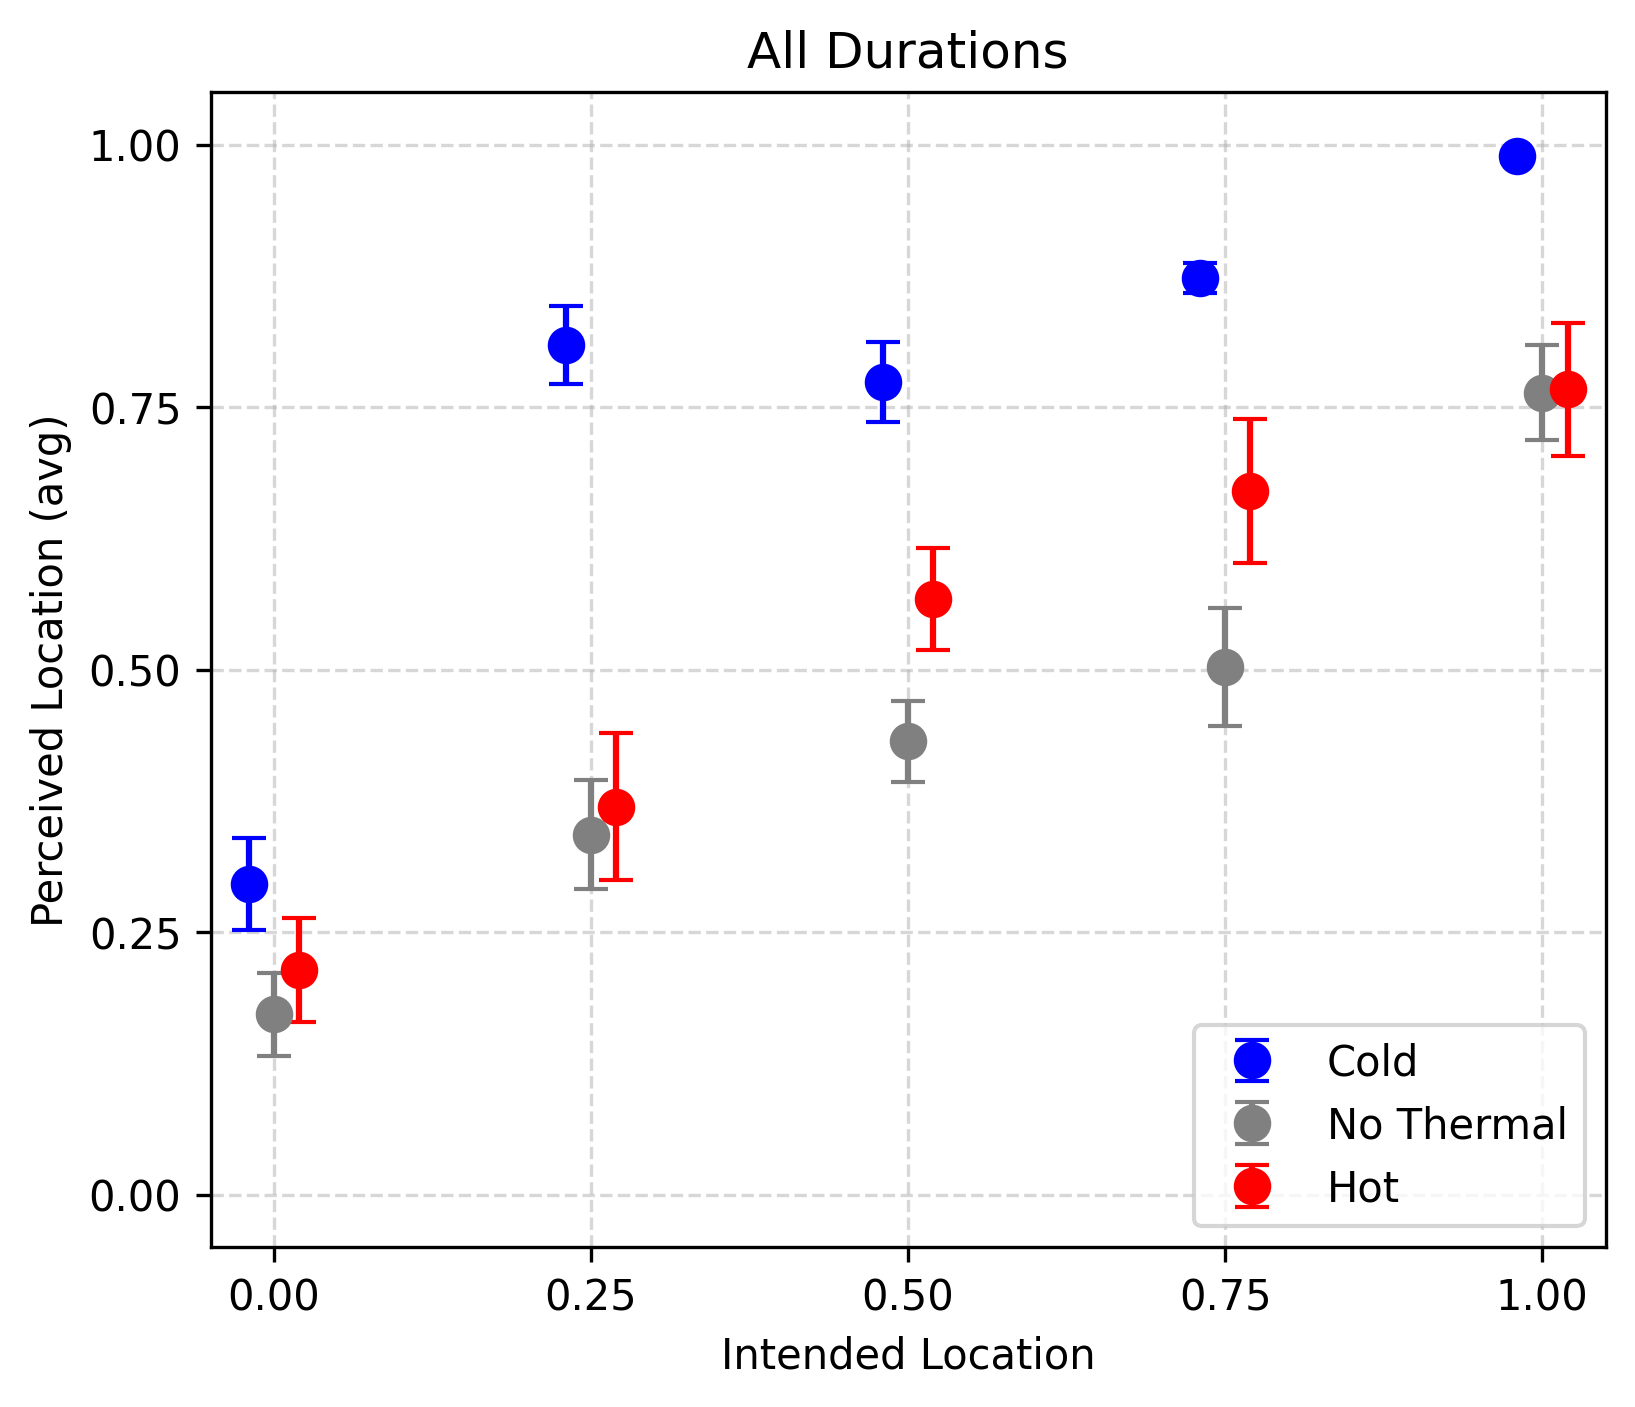 All Durations
1.00
0.75
0.50
0.25
0.00
Perceived Location (avg)
Cold
No Thermal
Hot
0.00 0.25 0.50 0.75 1.00
Intended Location